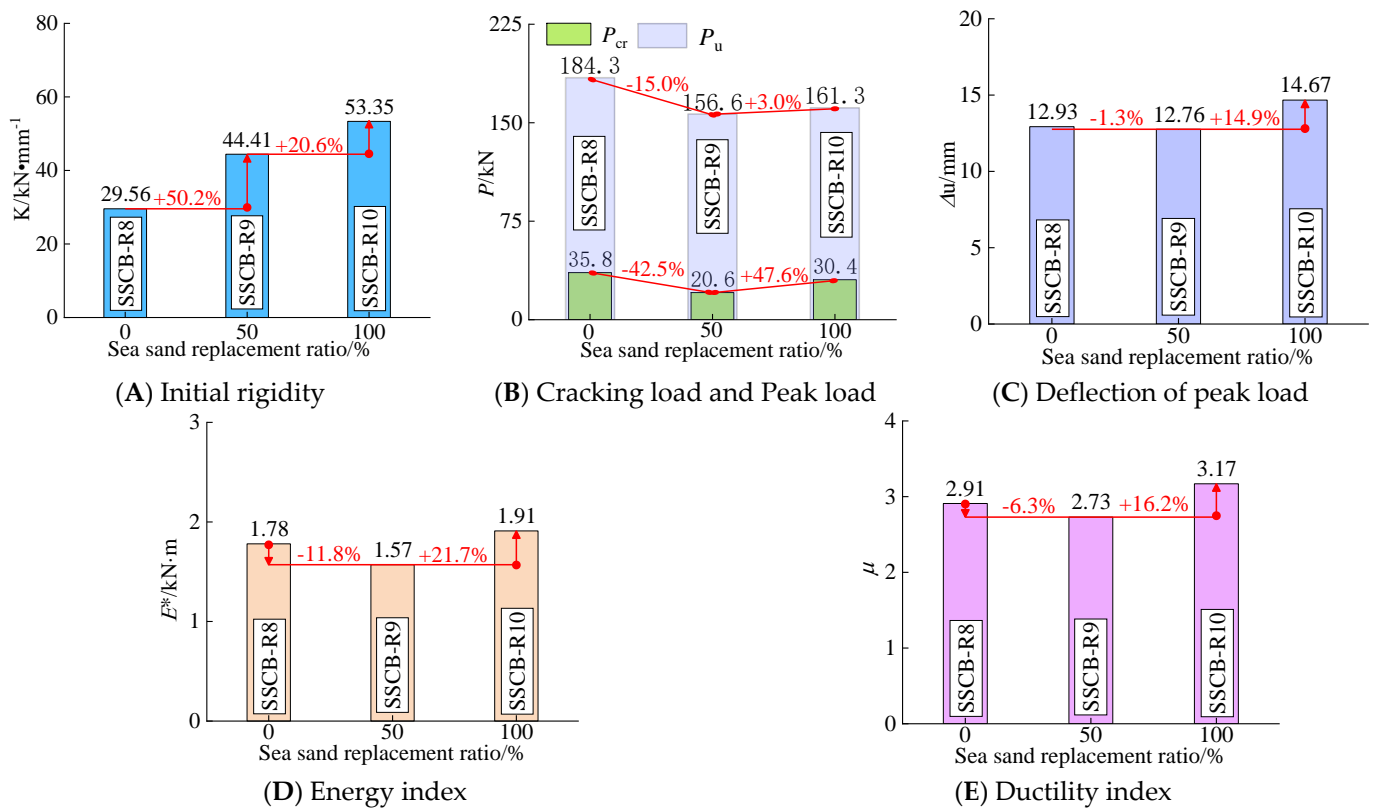 80
60
40
20
0
K/kN•mm⁻¹
29.56
+50.2%
44.41
+20.6%
53.35
SSCB-R8
SSCB-R9
SSCB-R10
0
50
100
Sea sand replacement ratio/%
(A) Initial rigidity
225
150
75
0
P/kN
Pcr
Pu
184.3
-15.0%
156.6
+3.0%
161.3
SSCB-R8
SSCB-R9
SSCB-R10
35.8
-42.5%
20.6
+47.6%
30.4
0
50
100
Sea sand replacement ratio/%
(B) Cracking load and Peak load
20
15
10
5
0
Δu/mm
12.93
-1.3%
12.76
+14.9%
14.67
SSCB-R8
SSCB-R9
SSCB-R10
0
50
100
Sea sand replacement ratio/%
(C) Deflection of peak load
3
2
1
0
E*/kN·m
1.78
-11.8%
1.57
+21.7%
1.91
SSCB-R8
SSCB-R9
SSCB-R10
0
50
100
Sea sand replacement ratio/%
(D) Energy index
4
3
2
1
0
μ
2.91
-6.3%
2.73
+16.2%
3.17
SSCB-R8
SSCB-R9
SSCB-R10
0
50
100
Sea sand replacement ratio/%
(E) Ductility index